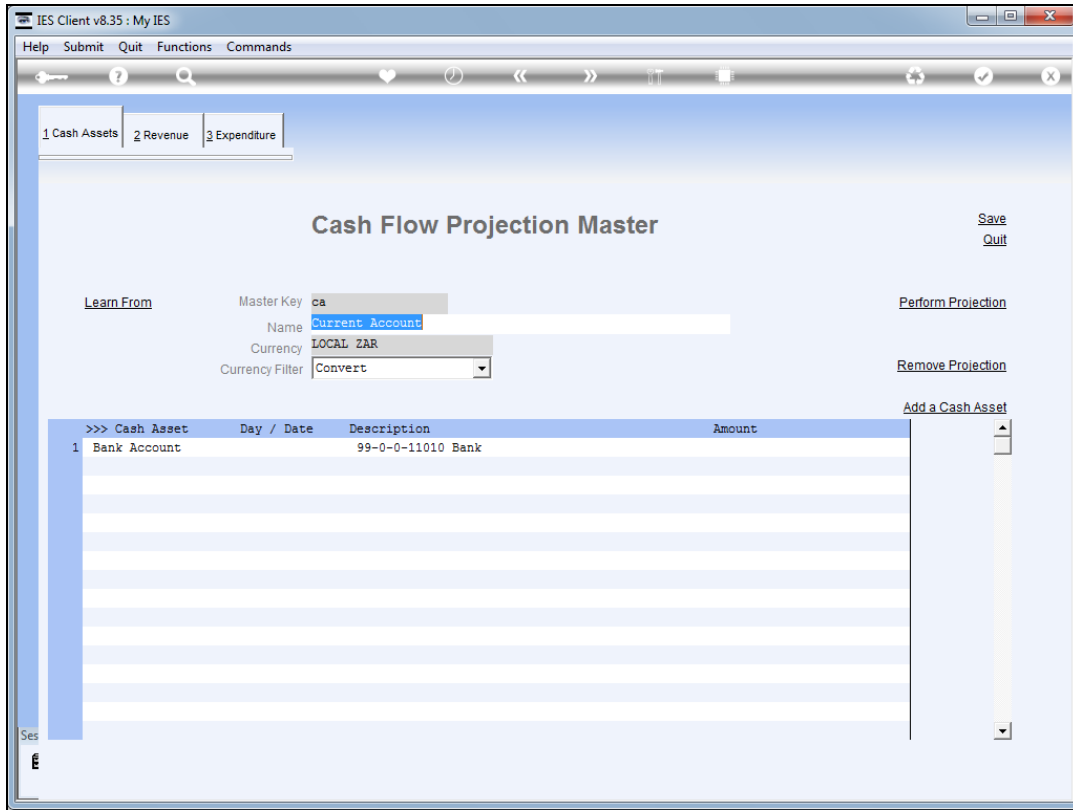 IES Client v8.35 : My IES
Help Submit Quit Functions Commands
1 Cash Assets 2 Revenue 3 Expenditure
Cash Flow Projection Master
Save
Quit
Learn From Master Key ca Perform Projection
Name Current Account
Currency LOCAL ZAR
Currency Filter Convert Remove Projection
Add a Cash Asset
>>> Cash Asset Day / Date Description Amount
1 Bank Account 99-0-0-11010 Bank
Ses